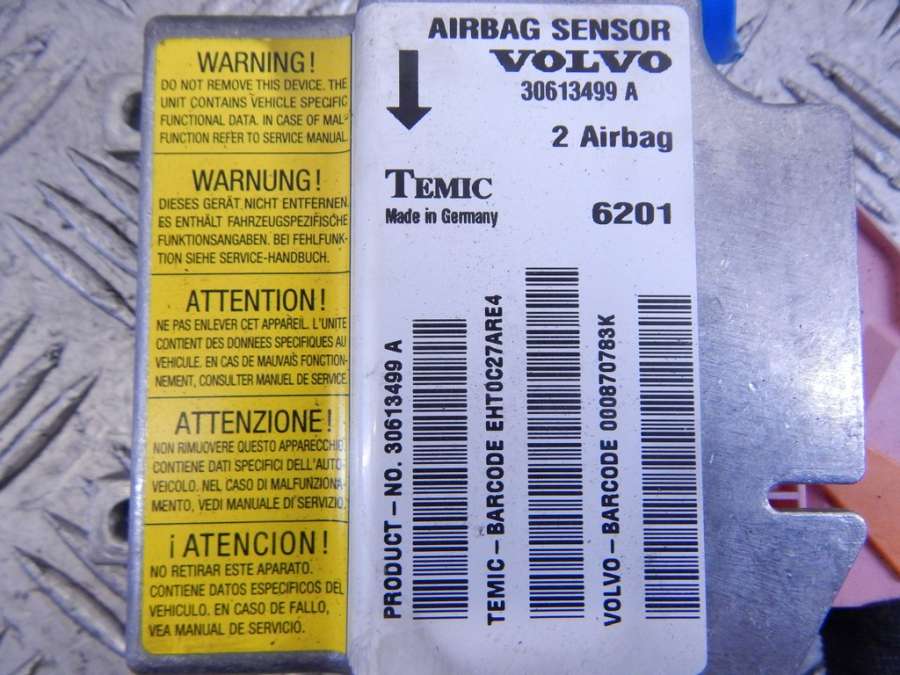 WARNING!
DO NOT REMOVE THIS DEVICE. THE
UNIT CONTAINS VEHICLE SPECIFIC
FUNCTIONAL DATA. IN CASE OF MAL-
FUNCTION REFER TO SERVICE MANUAL.
WARNUNG!
DIESES GERÄT NICHT ENTFERNEN.
ES ENTHÄLT FAHRZEUGSPEZIFISCHE
FUNKTIONSANGABEN. BEI FEHLFUNK-
TION SIEHE SERVICE-HANDBUCH.
ATTENTION!
NE PAS ENLEVER CET APPAREIL. L'UNITE
CONTIENT DES DONNEES SPECIFIQUES AU
VEHICULE. EN CAS DE MAUVAIS FONCTION-
NEMENT, CONSULTER MANUEL DE SERVICE
ATTENZIONE!
NON RIMUOVERE QUESTO APPARECCHIO
CONTIENE DATI SPECIFICI DELL'AUTO-
VEICOLO. NEL CASO DI MALFUNZIONA-
MENTO, VEDI MANUALE DI SERVIZIO.
¡ATENCION!
NO RETIRAR ESTE APARATO.
CONTIENE DATOS ESPECIFICOS DEL
VEHICULO. EN CASO DE FALLO,
VEA MANUAL DE SERVICIO.
AIRBAG SENSOR
VOLVO
30613499 A
2 Airbag
TEMIC
Made in Germany
6201
PRODUCT-NO. 30613499 A
TEMIC-BARCODE EHT0C27ARE4
VOLVO-BARCODE 000870783K